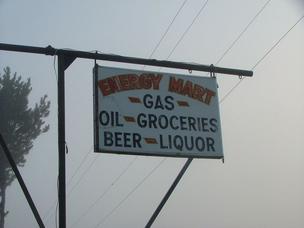 ENERGY MART
-GAS-
OIL-GROCERIES
BEER-LIQUOR